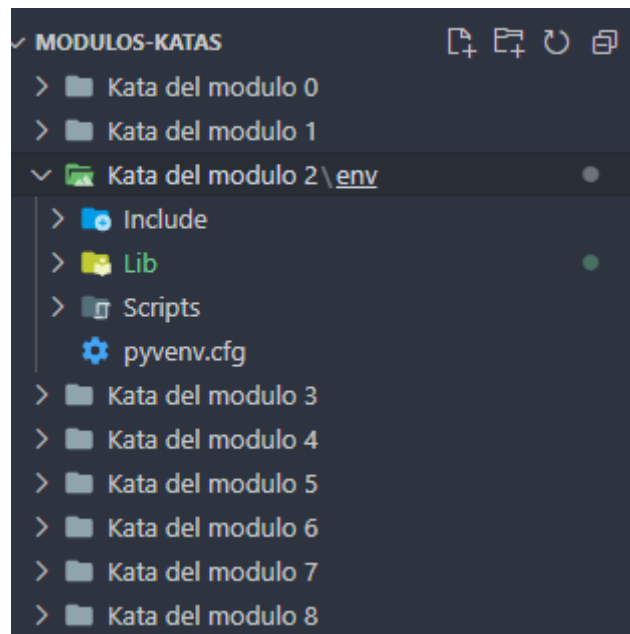 MODULOS-KATAS
Kata del modulo 0
Kata del modulo 1
Kata del modulo 2\env
Include
Lib
Scripts
pyvenv.cfg
Kata del modulo 3
Kata del modulo 4
Kata del modulo 5
Kata del modulo 6
Kata del modulo 7
Kata del modulo 8